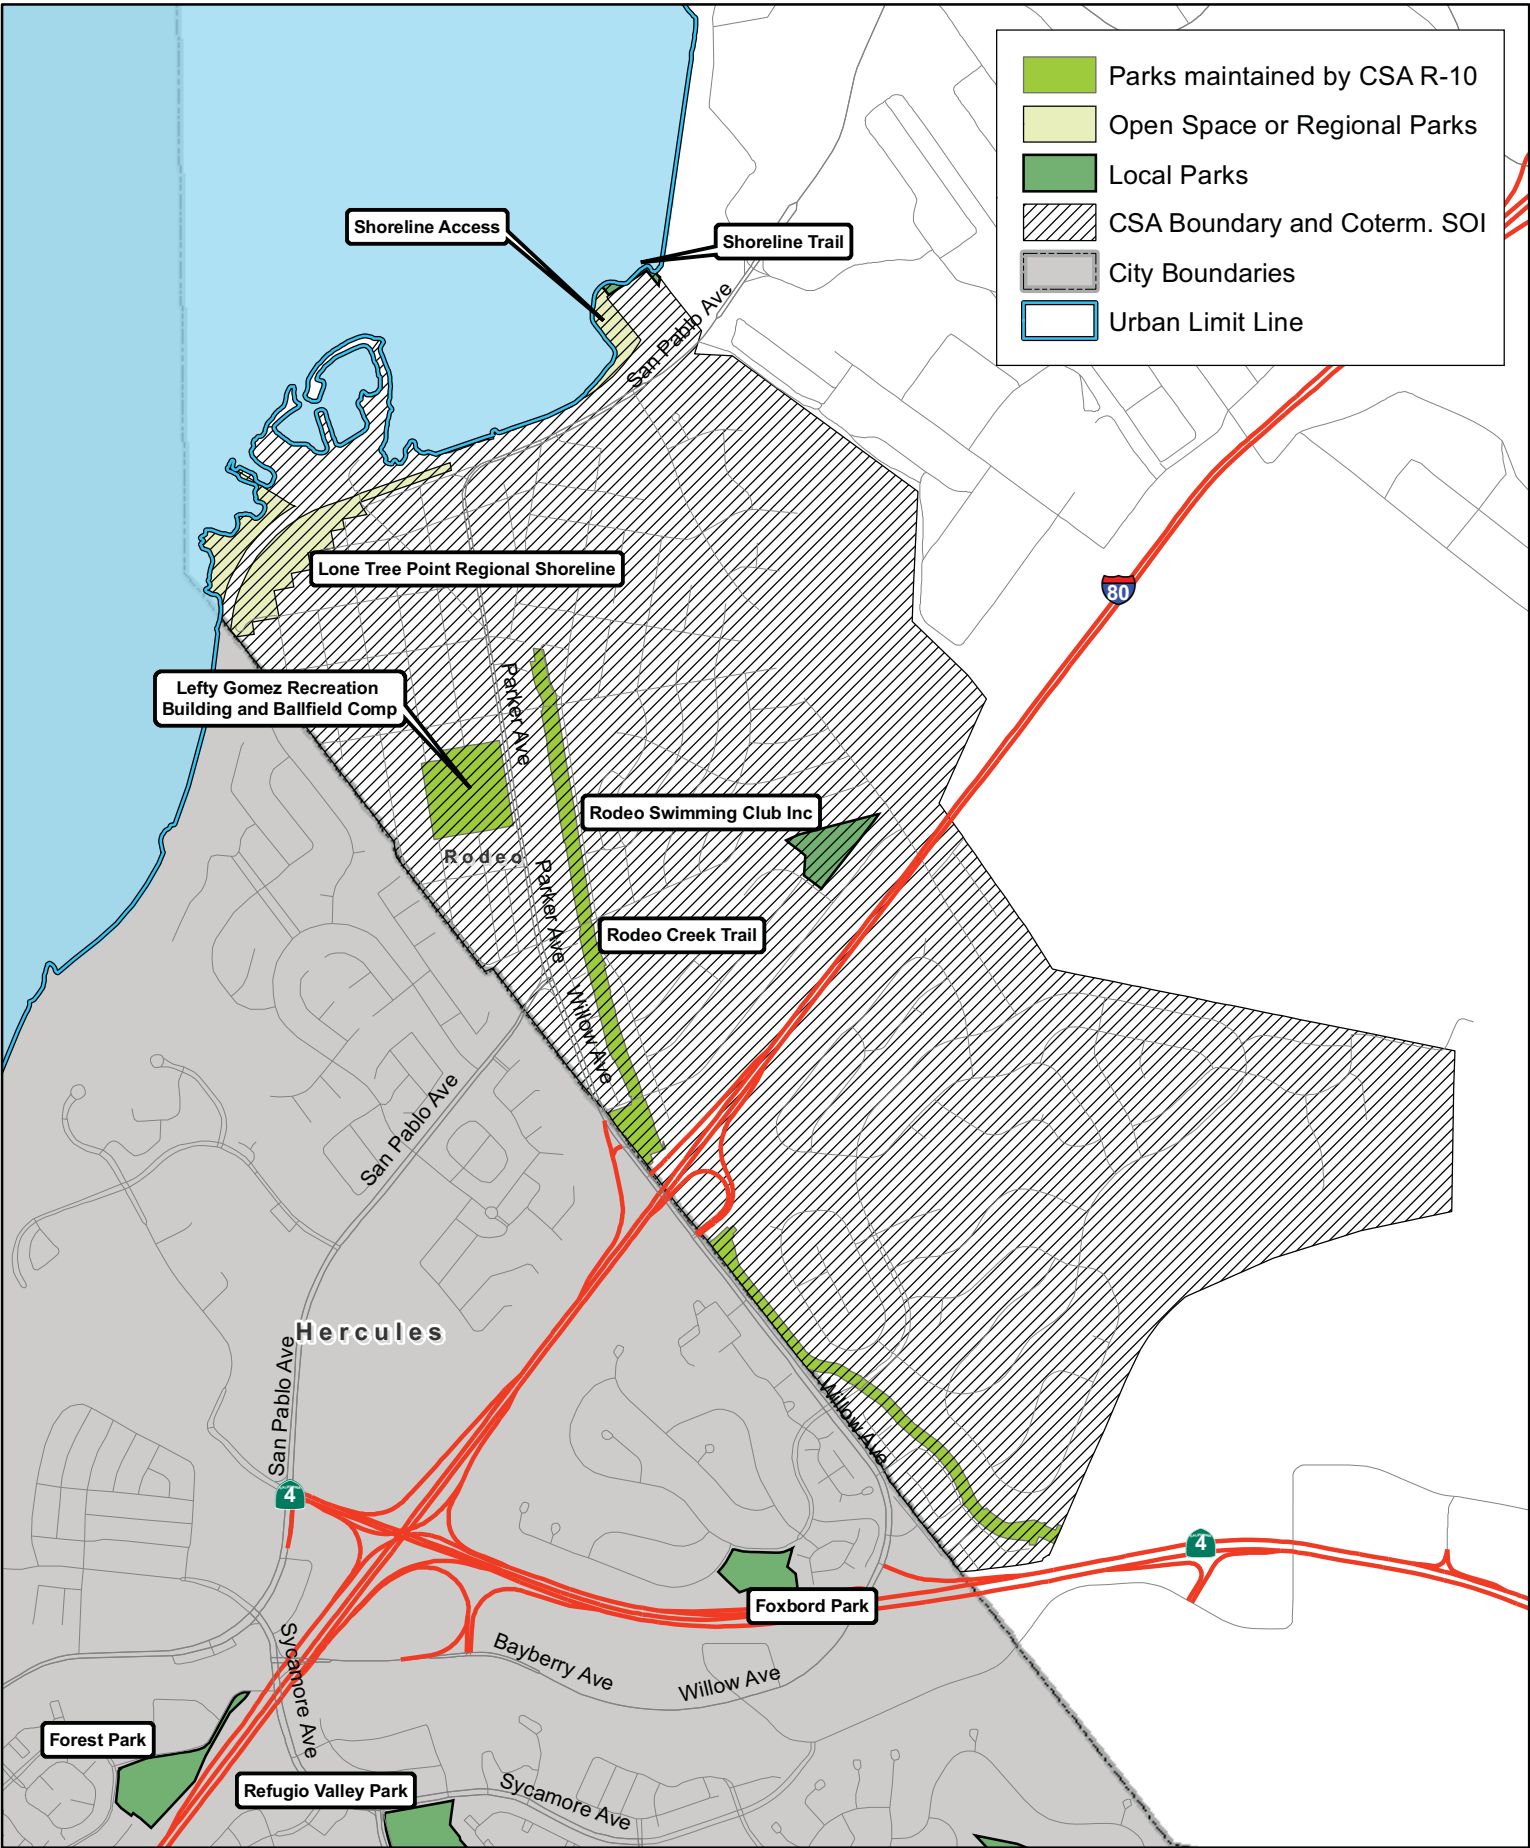 Parks maintained by CSA R-10
Open Space or Regional Parks
Local Parks
CSA Boundary and Coterm. SOI
City Boundaries
Urban Limit Line
Shoreline Access
Shoreline Trail
San Pablo Ave
Lone Tree Point Regional Shoreline
80
Lefty Gomez Recreation
Building and Ballfield Comp
Parker Ave
Rodeo Swimming Club Inc
Rodeo
Parker Ave
Rodeo Creek Trail
Willow Ave
San Pablo Ave
Hercules
San Pablo Ave
Willow Ave
4
4
Foxbord Park
Sycamore Ave
Bayberry Ave
Willow Ave
Forest Park
Refugio Valley Park
Sycamore Ave